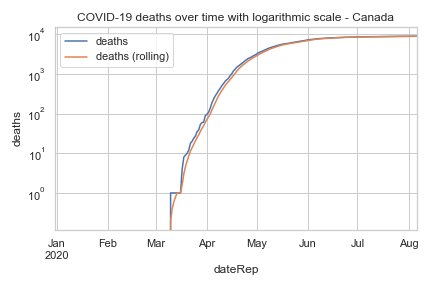 COVID-19 deaths over time with logarithmic scale - Canada
deaths
deaths (rolling)
10⁴
10³
10²
10¹
10⁰
deaths
Jan Feb Mar Apr May Jun Jul Aug
2020
dateRep